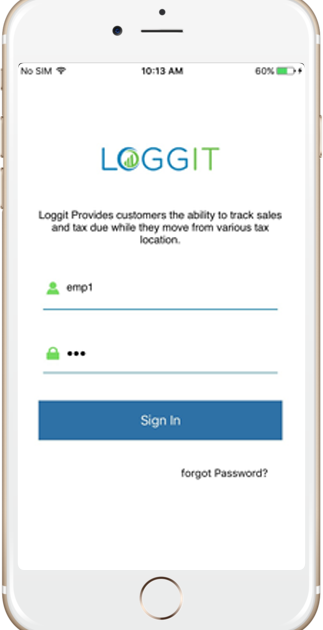 No SIM 10:13 AM 60%
LOGGIT
Loggit Provides customers the ability to track sales
and tax due while they move from various tax
location.
emp1
•••
Sign In
forgot Password?